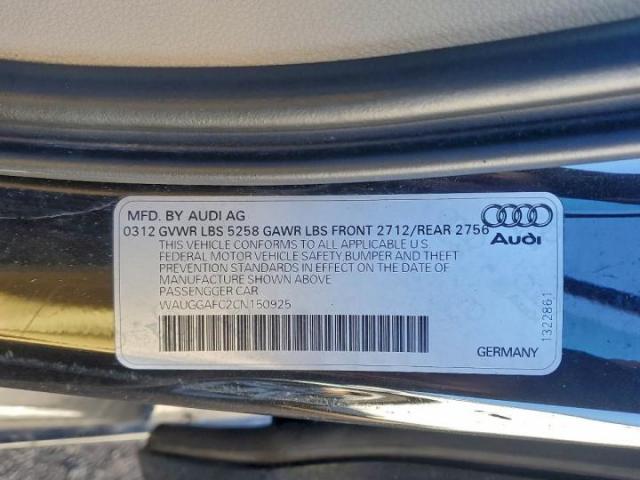 MFD. BY AUDI AG
0312 GVWR LBS 5258 GAWR LBS FRONT 2712/REAR 2756
THIS VEHICLE CONFORMS TO ALL APPLICABLE U.S
FEDERAL MOTOR VEHICLE SAFETY,BUMPER AND THEFT
PREVENTION STANDARDS IN EFFECT ON THE DATE OF
MANUFACTURE SHOWN ABOVE
PASSENGGER CAR
WAUGGAFC2CN150925
Audi
1322861
GERMANY